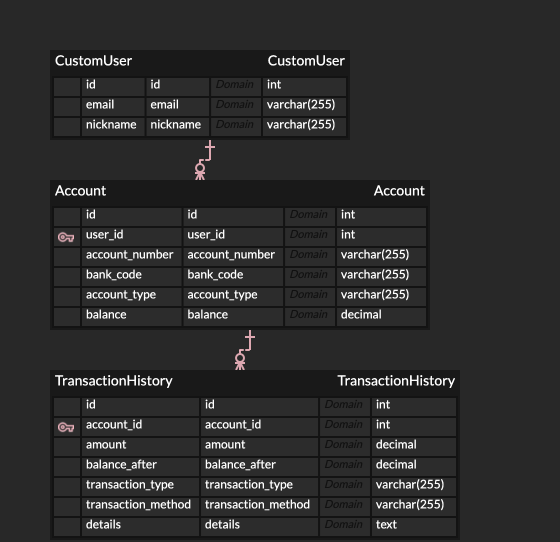 CustomUser CustomUser
id id Domain int
email email Domain varchar(255)
nickname nickname Domain varchar(255)
Account Account
id id Domain int
user_id user_id Domain int
account_number account_number Domain varchar(255)
bank_code bank_code Domain varchar(255)
account_type account_type Domain varchar(255)
balance balance Domain decimal
TransactionHistory TransactionHistory
id id Domain int
account_id account_id Domain int
amount amount Domain decimal
balance_after balance_after Domain decimal
transaction_type transaction_type Domain varchar(255)
transaction_method transaction_method Domain varchar(255)
details details Domain text